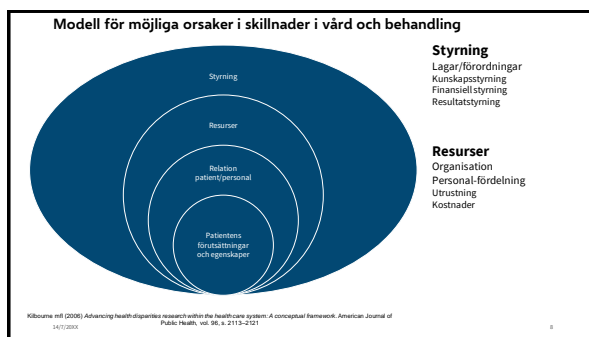 Modell för möjliga orsaker i skillnader i vård och behandling
Styrning
Resurser
Relation
patient/personal
Patientens
förutsättningar
och egenskaper
Styrning
Lagar/förordningar
Kunskapsstyrning
Finansiell styrning
Resultatstyrning
Resurser
Organisation
Personal-fördelning
Utrustning
Kostnader
Kilbourne mfl (2006) Advancing health disparities research within the health care system: A conceptual framework. American Journal of
Public Health, vol. 96, s. 2113–2121
14/7/20XX
8